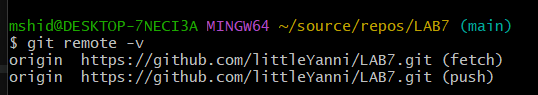 mshid@DESKTOP-7NECI3A MINGW64 ~/source/repos/LAB7 (main)
$ git remote -v
origin  https://github.com/littleYanni/LAB7.git (fetch)
origin  https://github.com/littleYanni/LAB7.git (push)